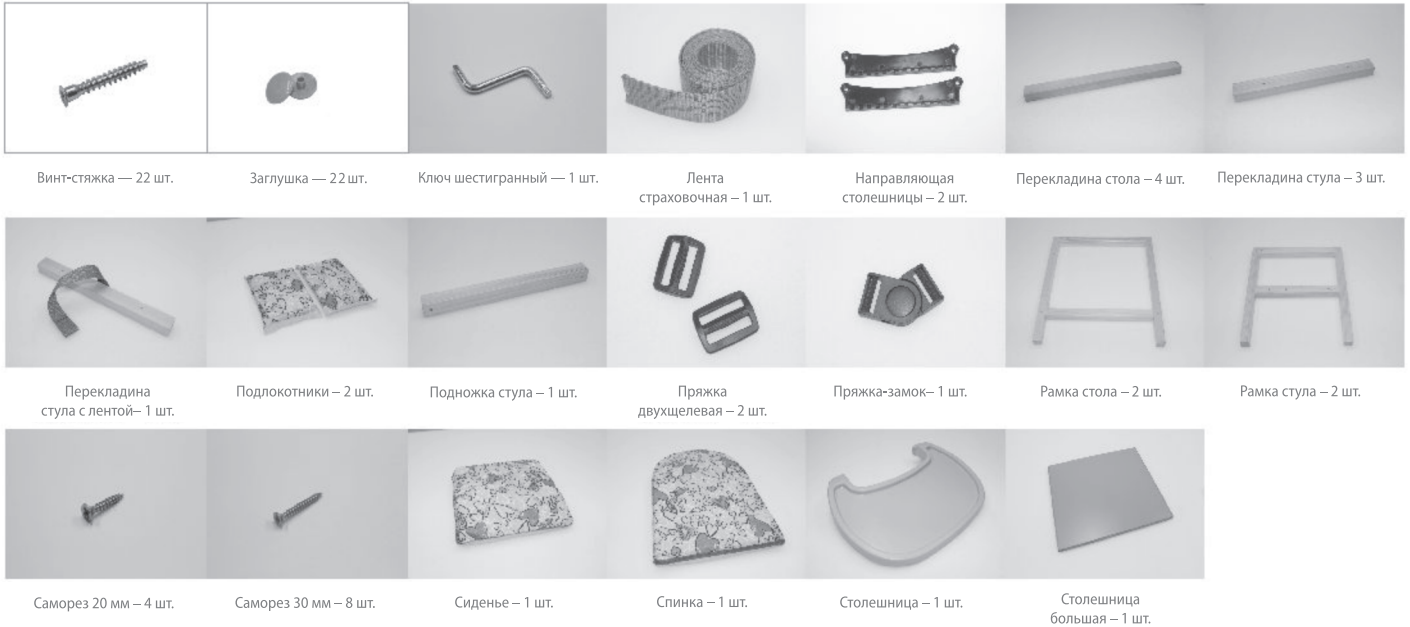 Винт-стяжка — 22 шт.
Заглушка — 22 шт.
Ключ шестигранный — 1 шт.
Лента
страховочная – 1 шт.
Направляющая
столешницы – 2 шт.
Перекладина стола – 4 шт.
Перекладина стула – 3 шт.
Перекладина
стула с лентой– 1 шт.
Подлокотники – 2 шт.
Подножка стула – 1 шт.
Пряжка
двухщелевая – 2 шт.
Пряжка-замок– 1 шт.
Рамка стола – 2 шт.
Рамка стула – 2 шт.
Саморез 20 мм – 4 шт.
Саморез 30 мм – 8 шт.
Сиденье – 1 шт.
Спинка – 1 шт.
Столешница – 1 шт.
Столешница
большая – 1 шт.